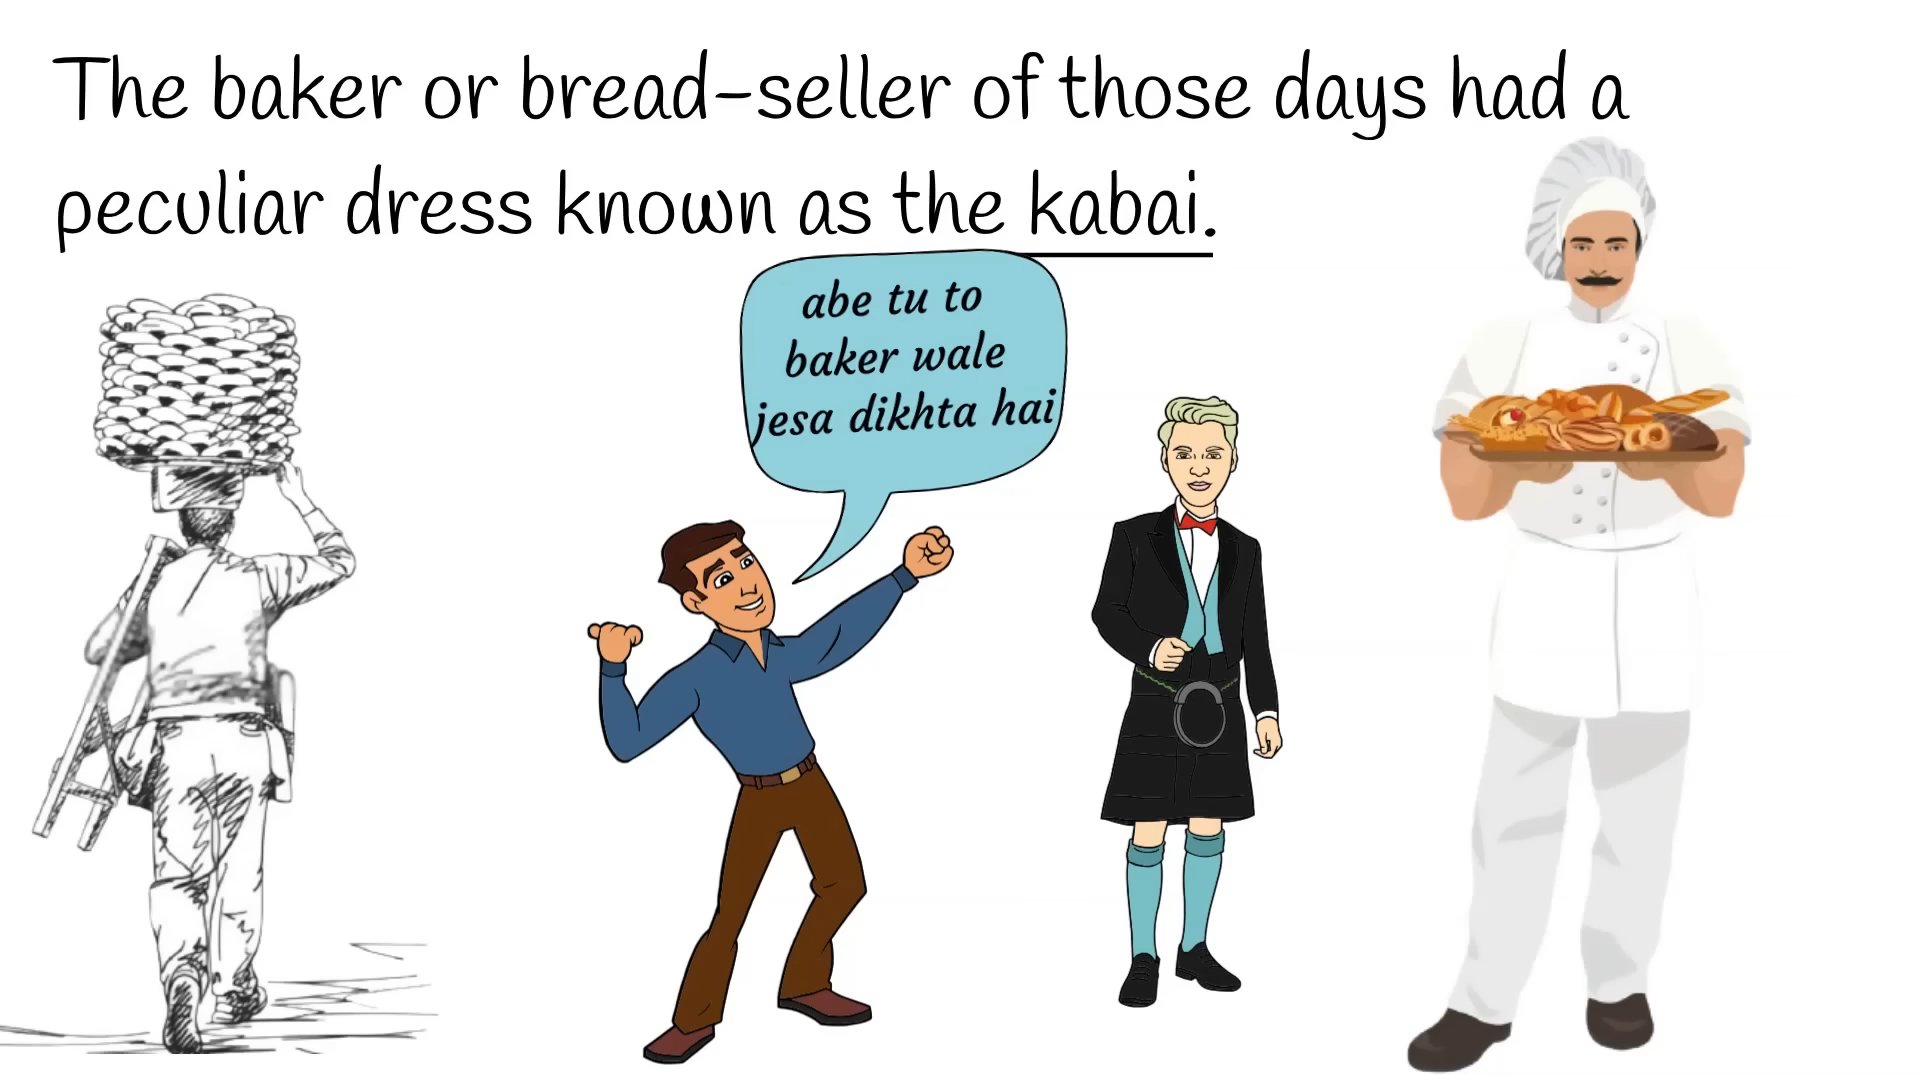 The baker or bread-seller of those days had a
peculiar dress known as the kabai.
abe tu to
baker wale
jesa dikhta hai